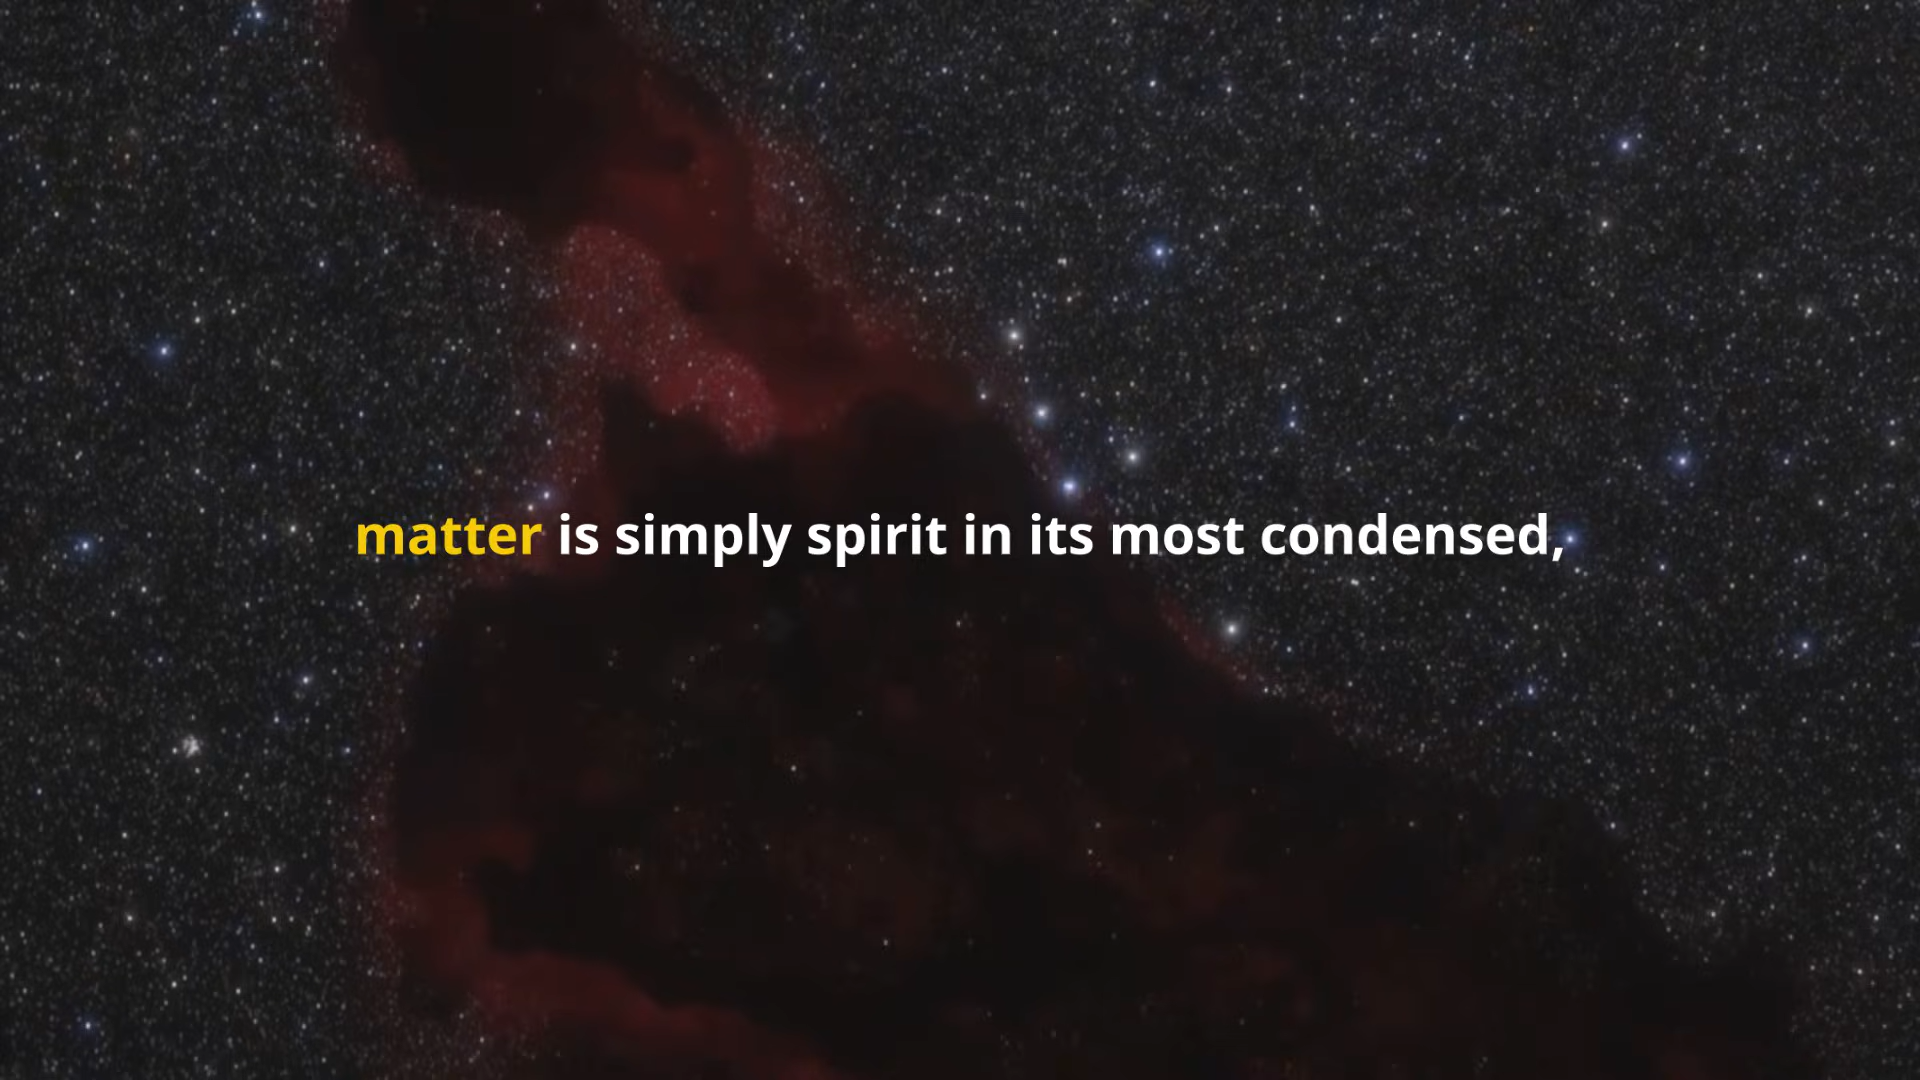 matter is simply spirit in its most condensed,